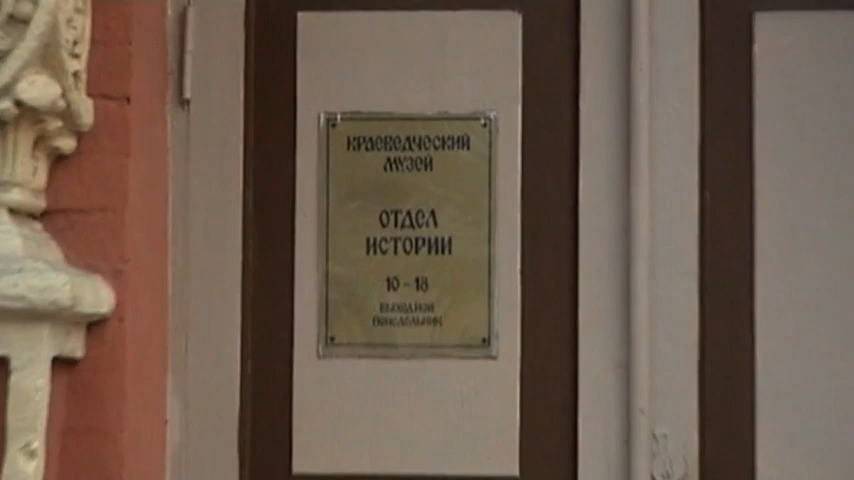 КРАЕВЕДЧЕСКИЙ
МУЗЕЙ
ОТДЕЛ
ИСТОРИИ
10 - 18
ВЫХОДНОЙ
ПОНЕДЕЛЬНИК